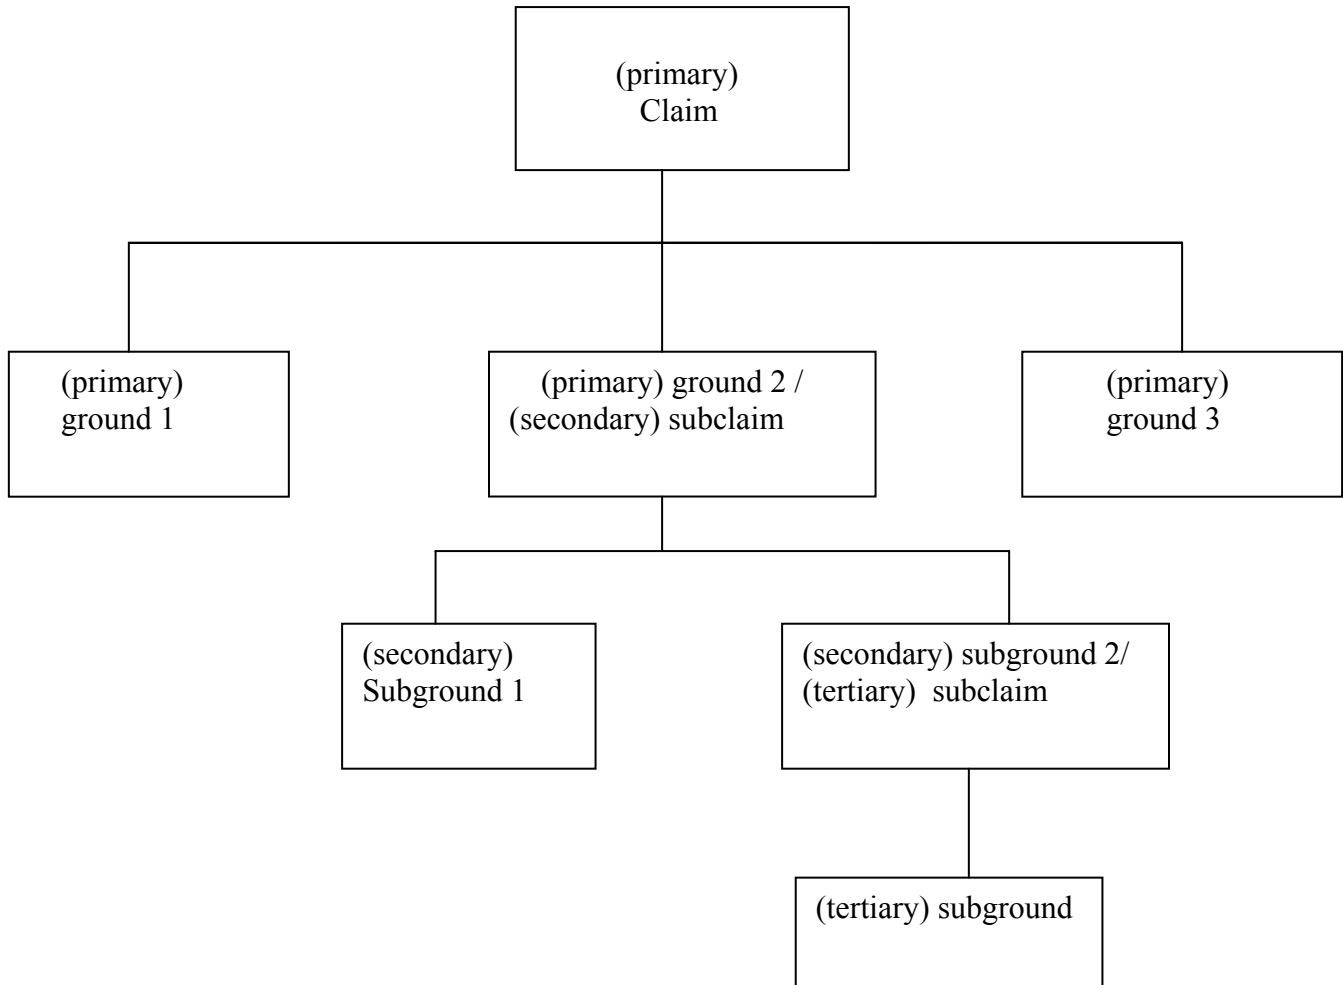 (primary)
Claim
(primary)
ground 1
(primary) ground 2 /
(secondary) subclaim
(primary)
ground 3
(secondary)
Subground 1
(secondary) subground 2/
(tertiary) subclaim
(tertiary) subground